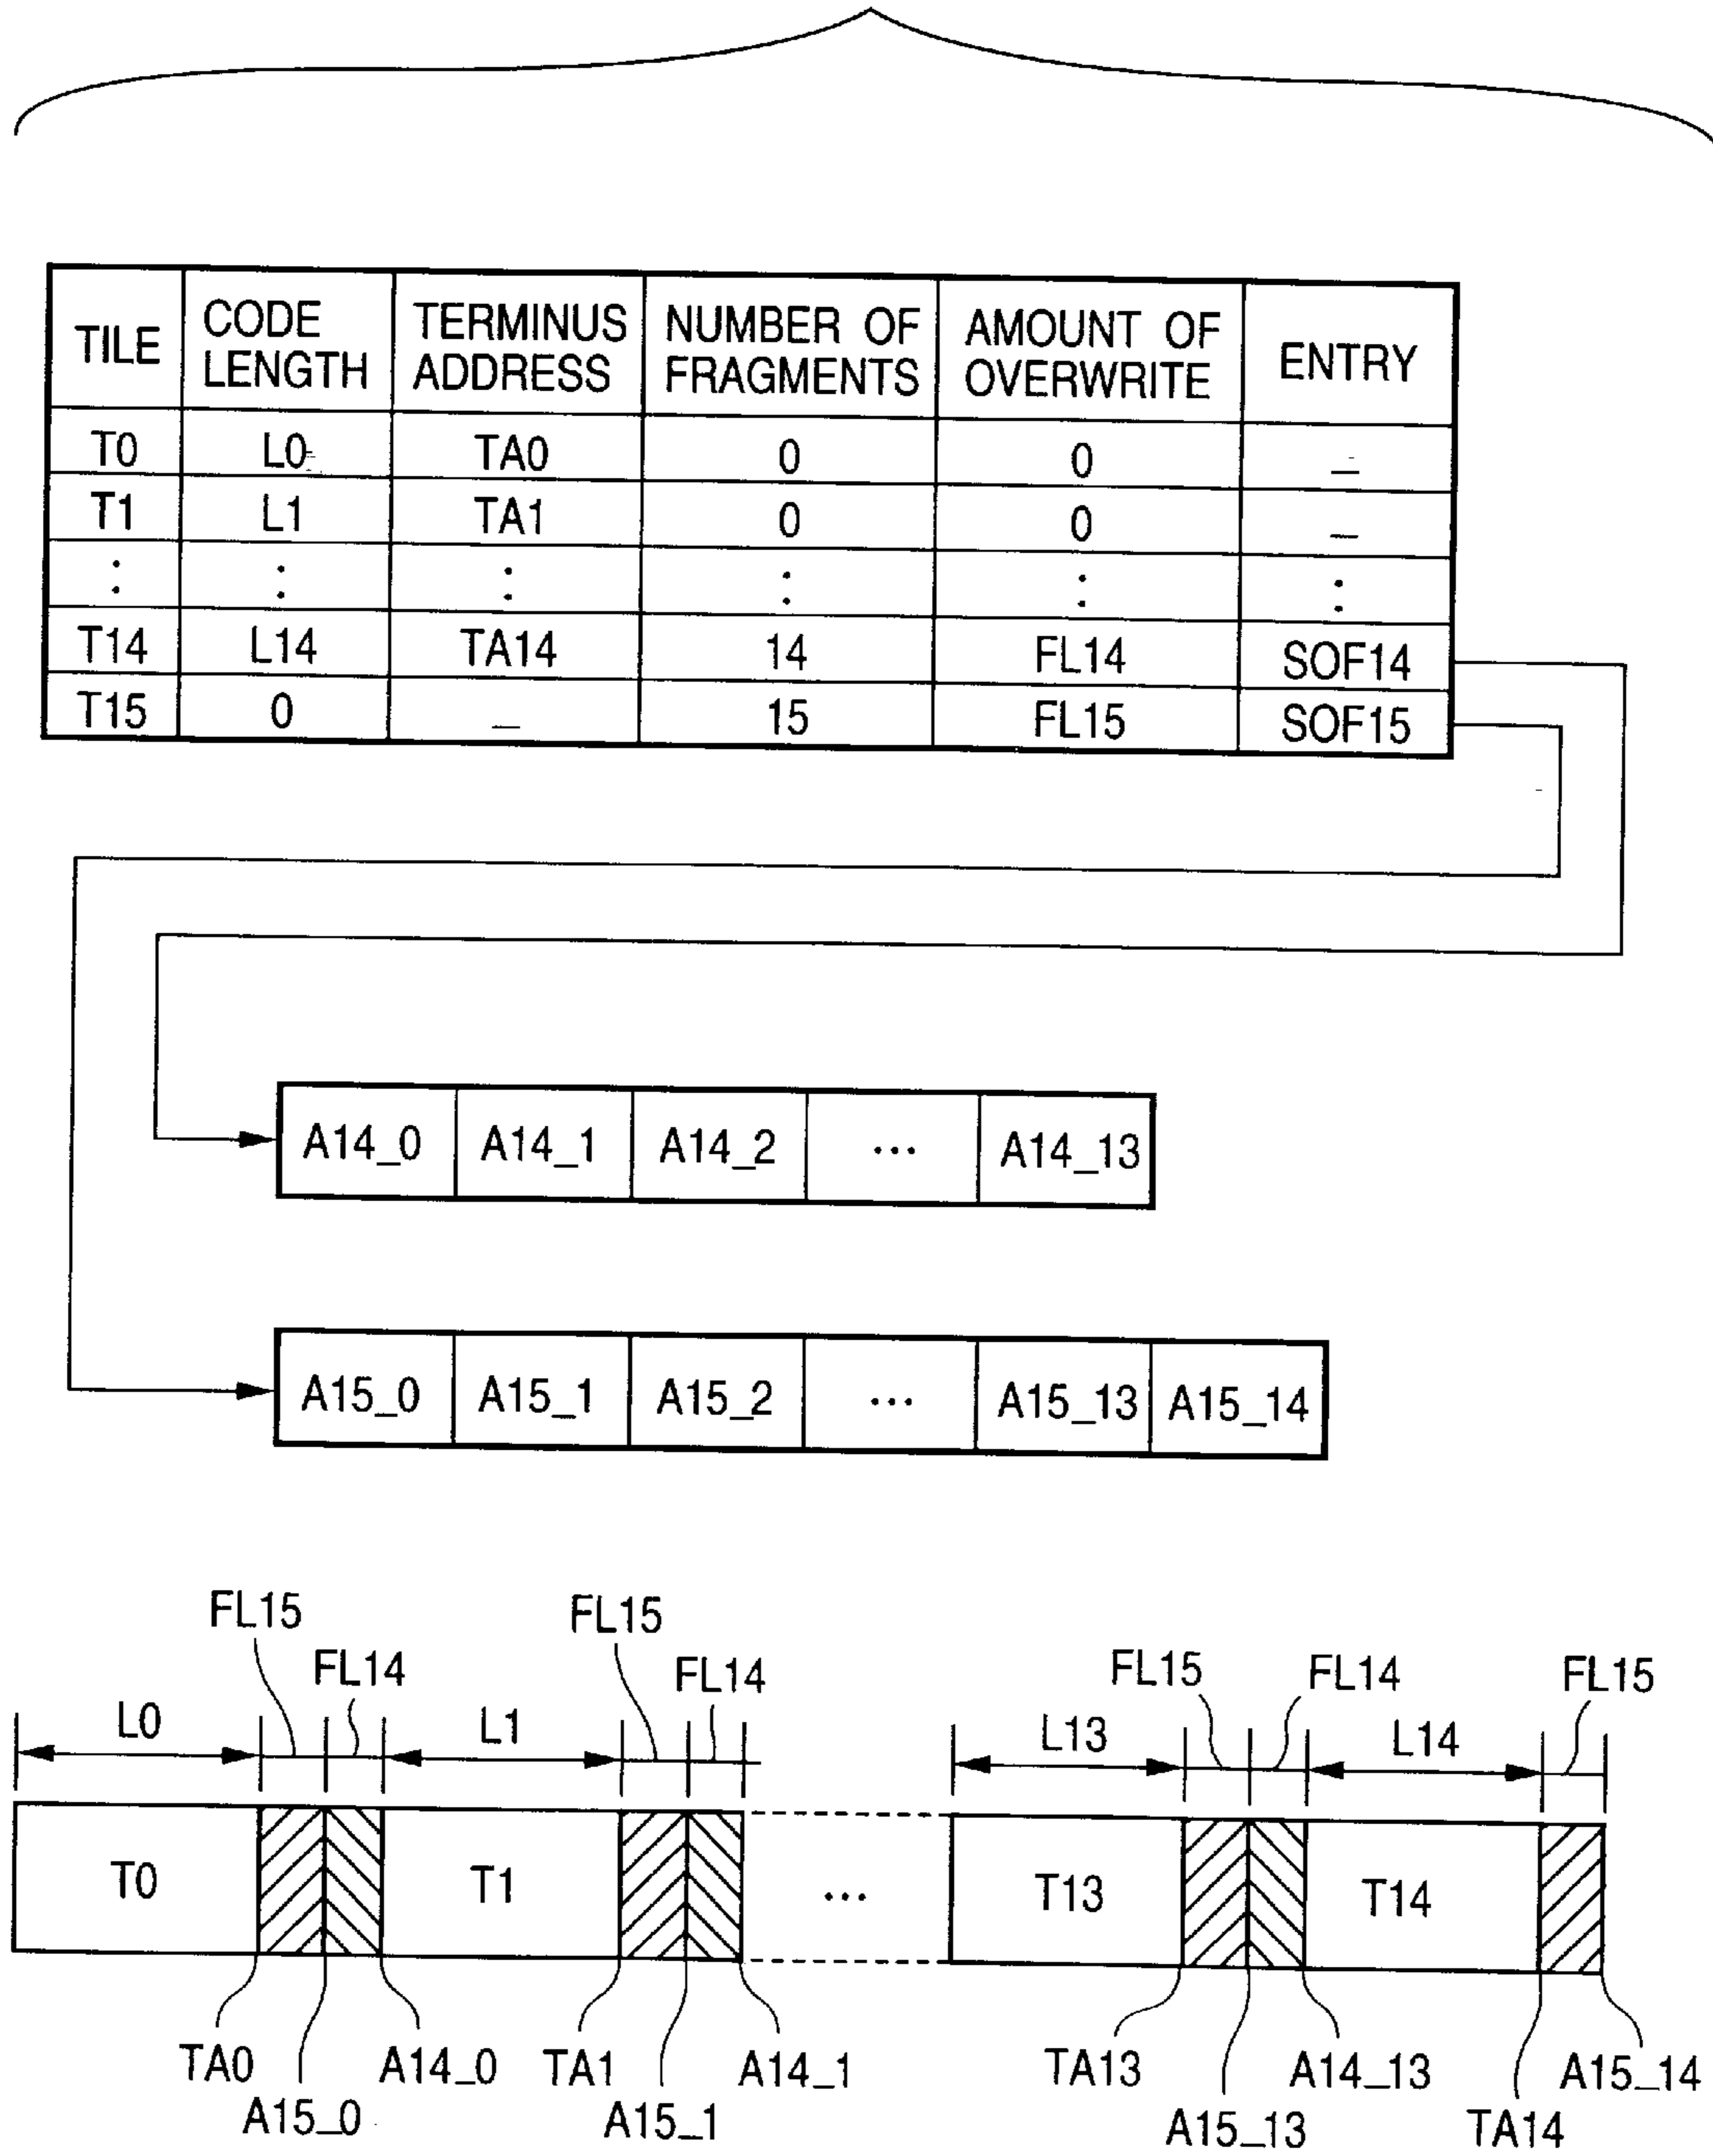 TILE CODE LENGTH TERMINUS ADDRESS NUMBER OF FRAGMENTS AMOUNT OF OVERWRITE ENTRY
T0 L0 TA0 0 0 –
T1 L1 TA1 0 0 –
: : : : : :
T14 L14 TA14 14 FL14 SOF14
T15 0 – 15 FL15 SOF15
A14_0 A14_1 A14_2 ... A14_13
A15_0 A15_1 A15_2 ... A15_13 A15_14
FL15 FL15
FL14 FL14 FL15 FL14 FL15
L0 L1 L13 L14
T0 T1 ... T13 T14
TA0 A14_0 TA1 A14_1 TA13 A14_13 A15_14
A15_0 A15_1 A15_13 TA14